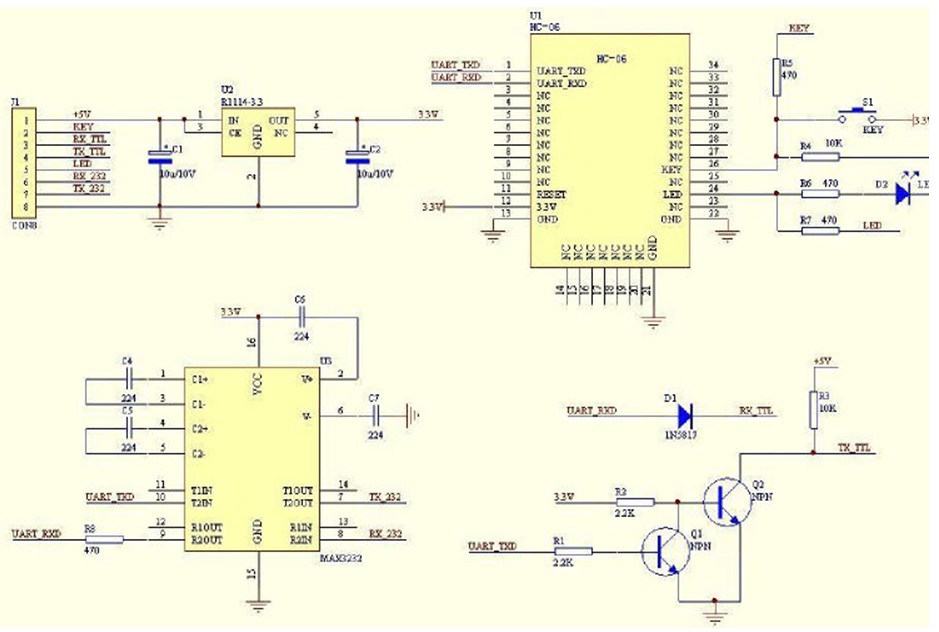 J1
1
2
3
4
5
6
7
8
CON8
+5V
KEY
RX_TTL
TX_TTL
LED
RX_232
TX_232
C1
10u/10V
U2
R1114-3.3
1 IN OUT 5
3 CE NC 4
GND
2
C2
10u/10V
3.3V
U1
HC-06
HC-06
UART_TXD 1 UART_TXD NC 34
UART_RXD 2 UART_RXD NC 33
3 NC NC 32
4 NC NC 31
5 NC NC 30
6 NC NC 29
7 NC NC 28
8 NC NC 27
9 NC KEY 26
10 NC NC 25
11 RESET LED 24
3.3V 12 3.3V NC 23
13 GND GND 22
NC NC NC NC NC NC NC GND
14 15 16 17 18 19 20 21
KEY
R5
470
S1
KEY
R4 10K
R6 470
D2
R7 470 LED
3.3V
C6
224
16
U3
VCC
C4
224
C5
224
1 C1+ V+ 2
3 C1-
4 C2+ V- 6
5 C2-
C7
224
11 T1IN T1OUT 14
UART_TXD 10 T2IN T2OUT 7 TX_232
12 R1OUT R1IN 13
UART_RXD R8 9 R2OUT R2IN 8 RX_232
470
GND
MAX3232
15
+5V
R3
10K
UART_RXD D1 RX_TTL
1N5817
TX_TTL
3.3V R2
2.2K
Q2
NPN
UART_TXD R1
2.2K
Q1
NPN